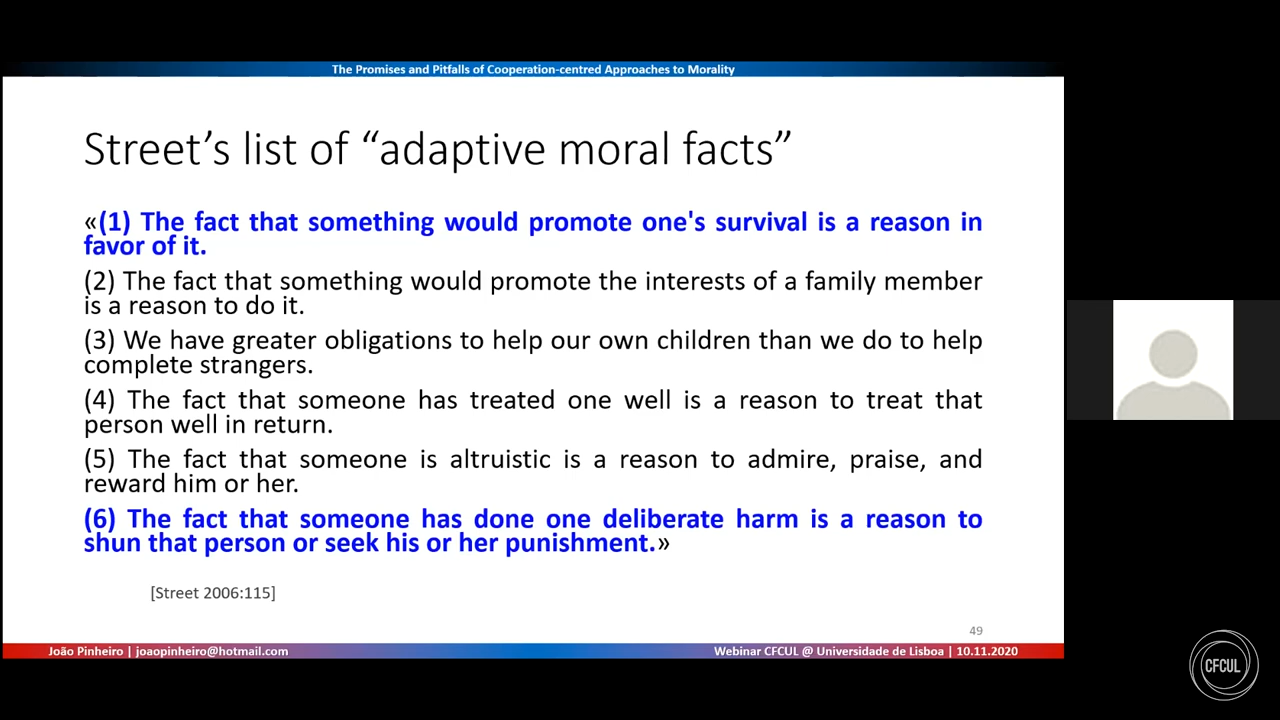 The Promises and Pitfalls of Cooperation-centred Approaches to Morality
Street's list of “adaptive moral facts”
«(1) The fact that something would promote one's survival is a reason in
favor of it.
(2) The fact that something would promote the interests of a family member
is a reason to do it.
(3) We have greater obligations to help our own children than we do to help
complete strangers.
(4) The fact that someone has treated one well is a reason to treat that
person well in return.
(5) The fact that someone is altruistic is a reason to admire, praise, and
reward him or her.
(6) The fact that someone has done one deliberate harm is a reason to
shun that person or seek his or her punishment.»
[Street 2006:115]
49
João Pinheiro | joaopinheiro@hotmail.com
Webinar CFCUL @ Universidade de Lisboa | 10.11.2020
CFCUL